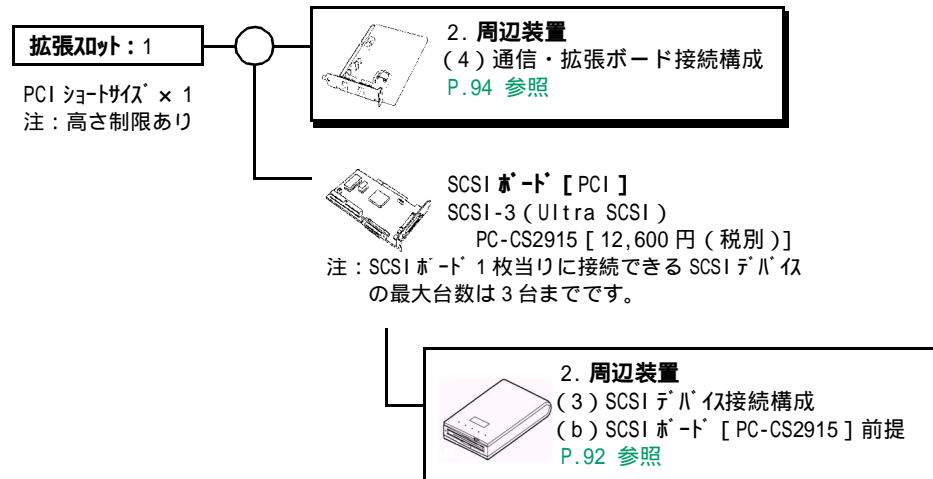 拡張ｽﾛｯﾄ：1
PCI ｼｮｰﾄｻｲｽﾞ × 1
注：高さ制限あり
2. 周辺装置
(4) 通信・拡張ボード接続構成
P.94 参照
SCSI ﾎﾞｰﾄﾞ [ PCI ]
SCSI-3 ( Ultra SCSI )
PC-CS2915 [ 12,600 円 ( 税別 )]
注：SCSI ﾎﾞｰﾄﾞ 1 枚当りに接続できる SCSI ﾃﾞﾊﾞｲｽ
の最大台数は 3 台までです。
2. 周辺装置
(3) SCSI ﾃﾞﾊﾞｲｽ接続構成
(b) SCSI ﾎﾞｰﾄﾞ [ PC-CS2915 ] 前提
P.92 参照